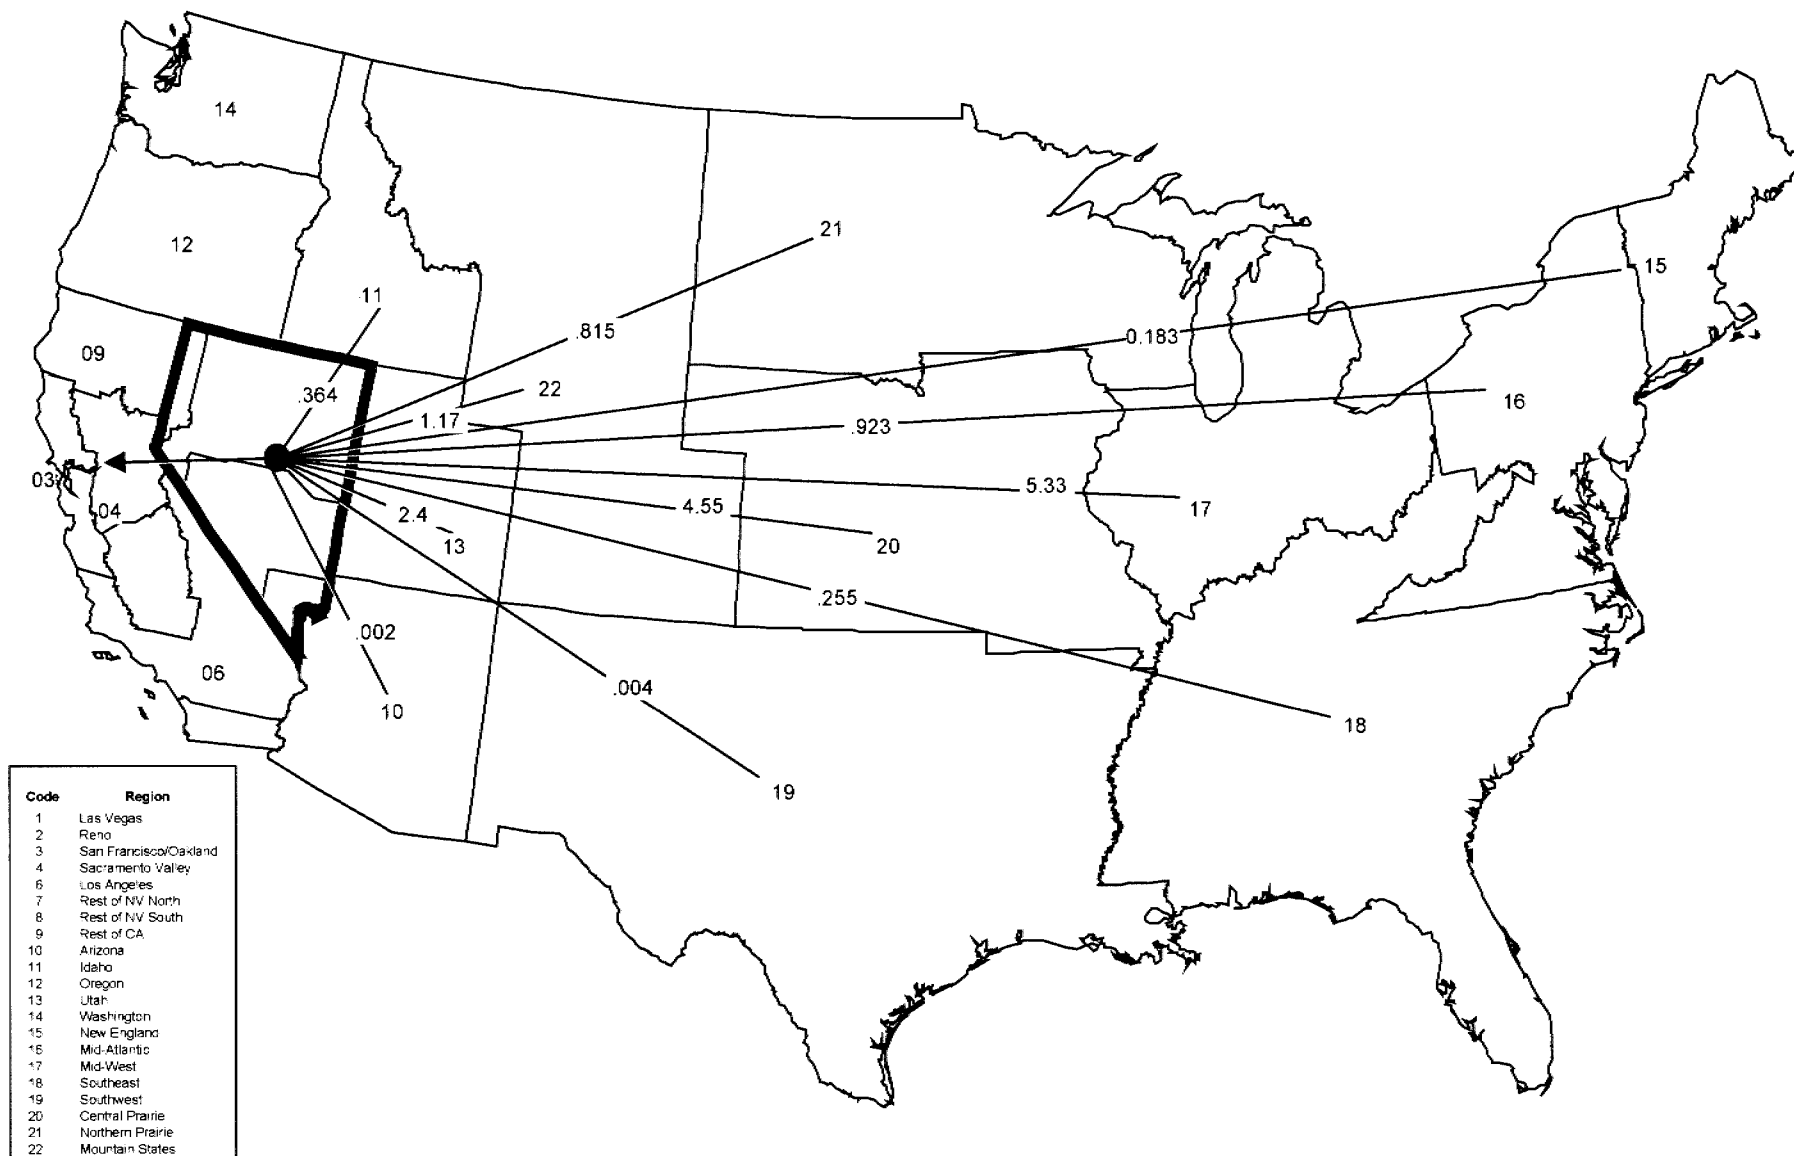 14
21
12
15
11
.815
0.183
09
22
.364
16
1.17
.923
03
5.33
4.55
17
04
2.4
13
20
.255
.002
06
.004
10
18
19
Code Region
1 Las Vegas
2 Reno
3 San Francisco/Oakland
4 Sacramento Valley
6 Los Angeles
7 Rest of NV North
8 Rest of NV South
9 Rest of CA
10 Arizona
11 Idaho
12 Oregon
13 Utah
14 Washington
15 New England
16 Mid-Atlantic
17 Mid-West
18 Southeast
19 Southwest
20 Central Prairie
21 Northern Prairie
22 Mountain States